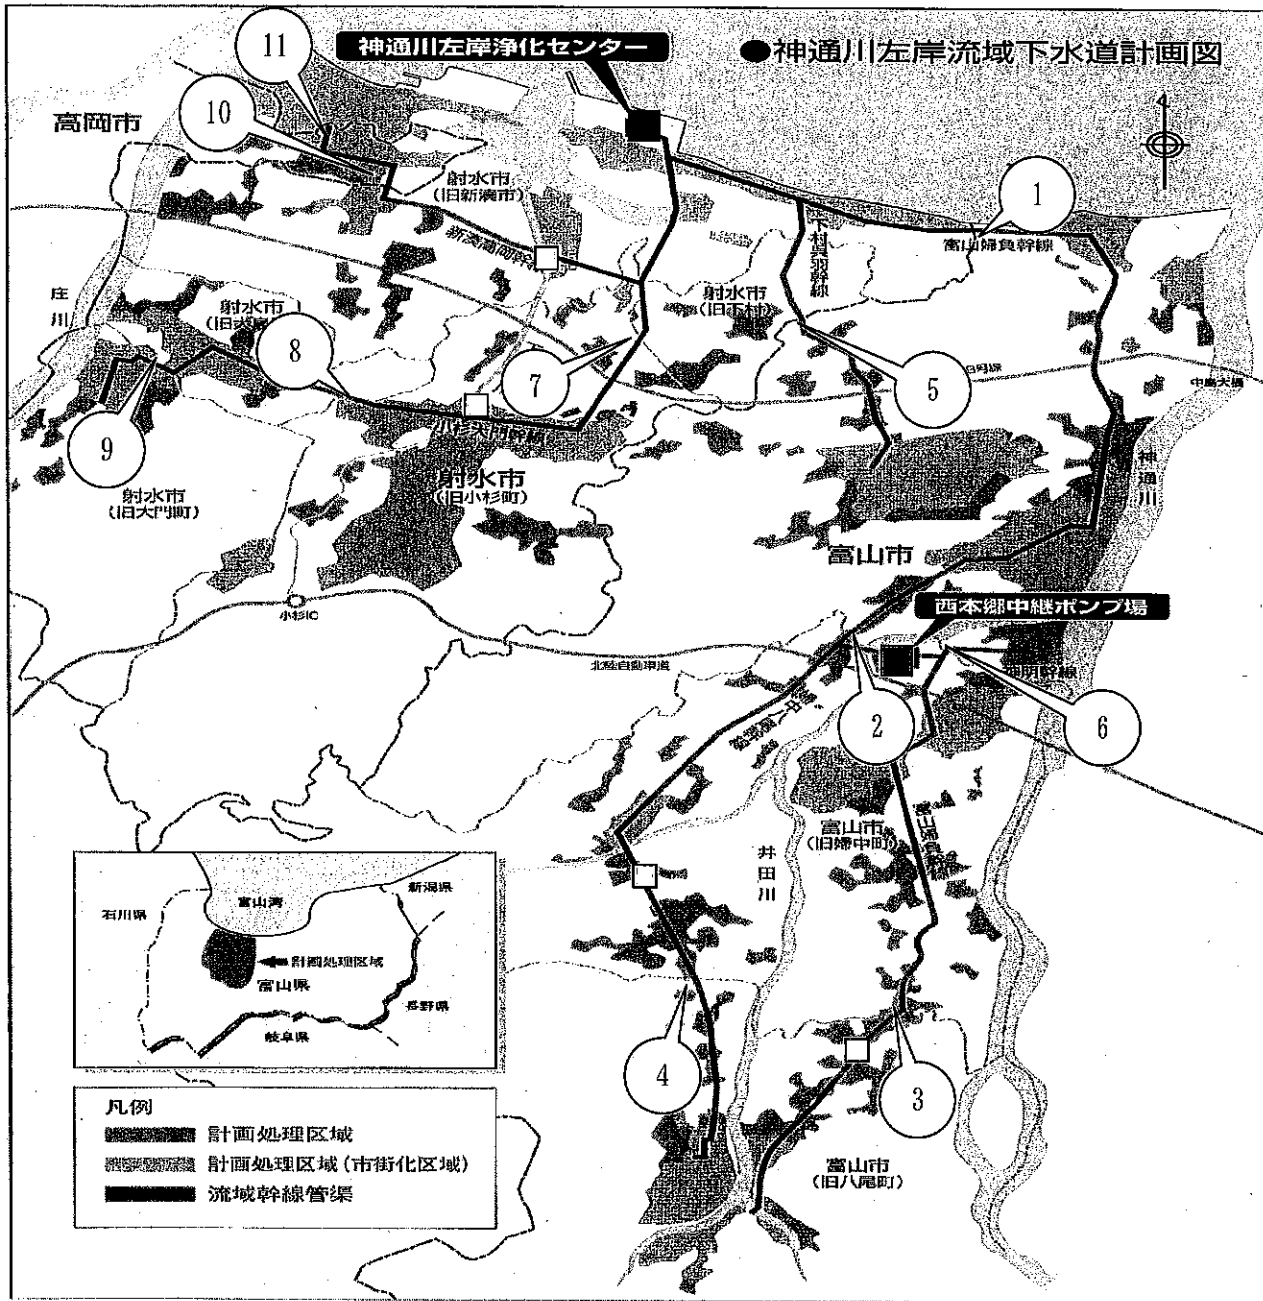 ●神通川左岸流域下水道計画図
神通川左岸浄化センター
11
10
高岡市
射水市
(旧新湊市)
1
富山婦負幹線
新湊高岡幹線
射水市
(旧下村)
庄川
射水市
8
7
5
中島大橋
小杉大門幹線
9
射水市
(旧大門町)
射水市
(旧小杉町)
神通川
富山市
小杉IC
西本郷中継ポンプ場
北陸自動車道
2
6
富山市
(旧婦中町)
井田川
4
3
富山市
(旧八尾町)
富山湾
新潟県
石川県
計画処理区域
富山県
長野県
岐阜県
凡例
計画処理区域
計画処理区域(市街化区域)
流域幹線管渠